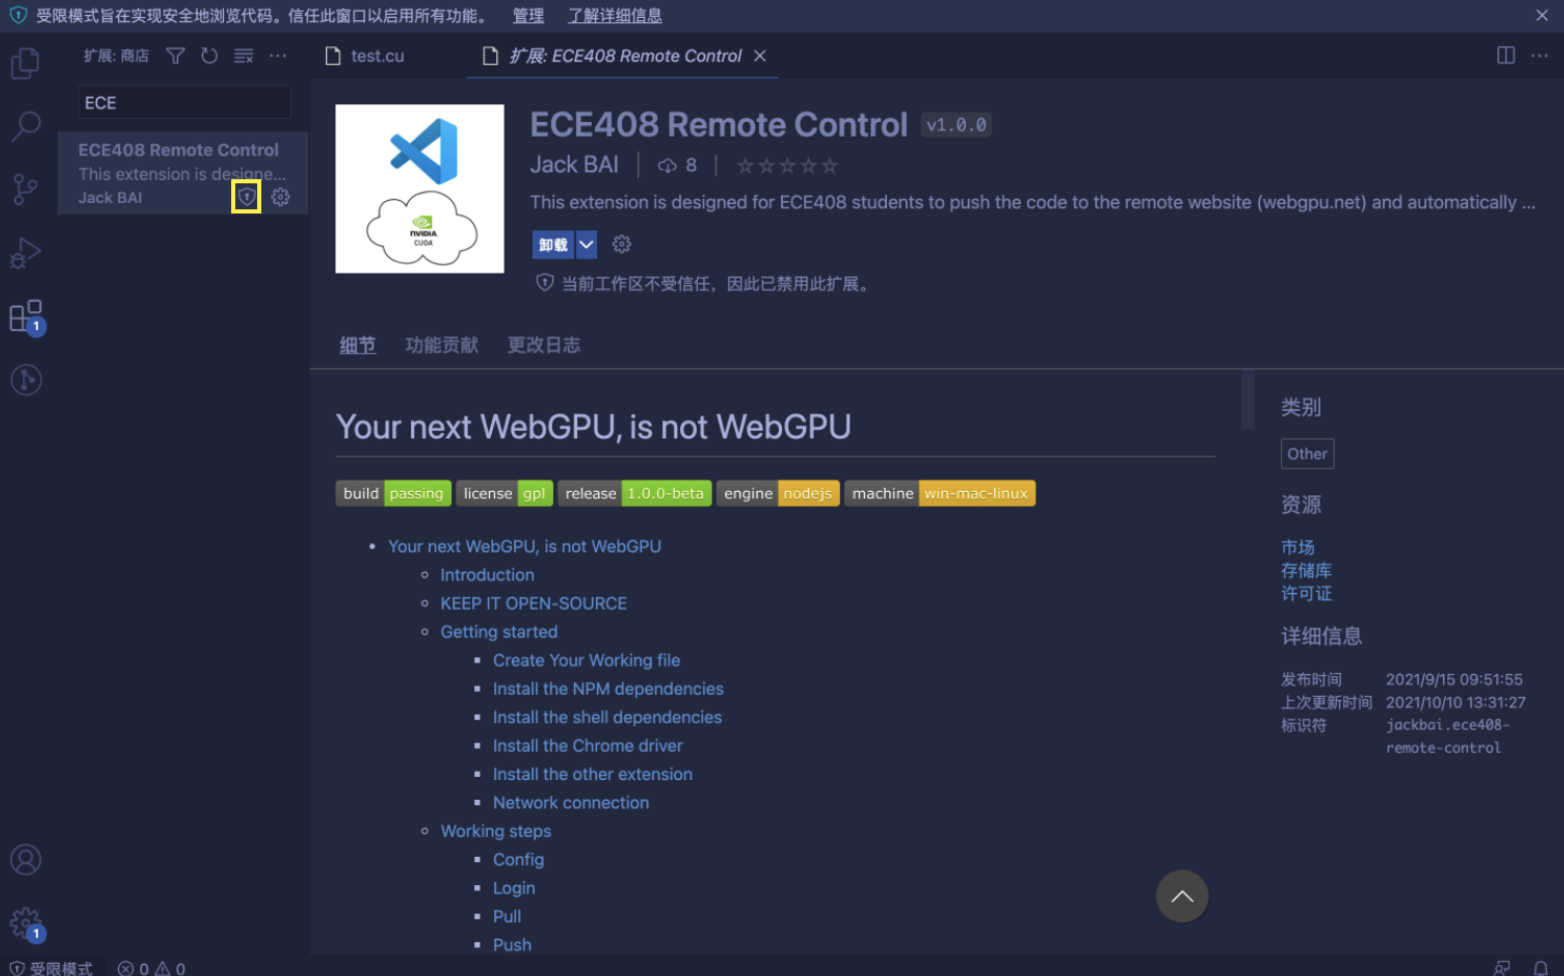 受限模式旨在实现安全地浏览代码。信任此窗口以启用所有功能。 管理 了解详细信息
扩展: 商店
test.cu
扩展: ECE408 Remote Control
ECE
ECE408 Remote Control
This extension is designe...
Jack BAI
NVIDIA
CUDA
ECE408 Remote Control v1.0.0
Jack BAI 8
This extension is designed for ECE408 students to push the code to the remote website (webgpu.net) and automatically ...
卸载
当前工作区不受信任，因此已禁用此扩展。
细节 功能贡献 更改日志
Your next WebGPU, is not WebGPU
build passing license gpl release 1.0.0-beta engine nodejs machine win-mac-linux
Your next WebGPU, is not WebGPU
Introduction
KEEP IT OPEN-SOURCE
Getting started
Create Your Working file
Install the NPM dependencies
Install the shell dependencies
Install the Chrome driver
Install the other extension
Network connection
Working steps
Config
Login
Pull
Push
类别
Other
资源
市场
存储库
许可证
详细信息
发布时间 2021/9/15 09:51:55
上次更新时间 2021/10/10 13:31:27
标识符 jackbai.ece408-
remote-control
1
1
受限模式 0 0